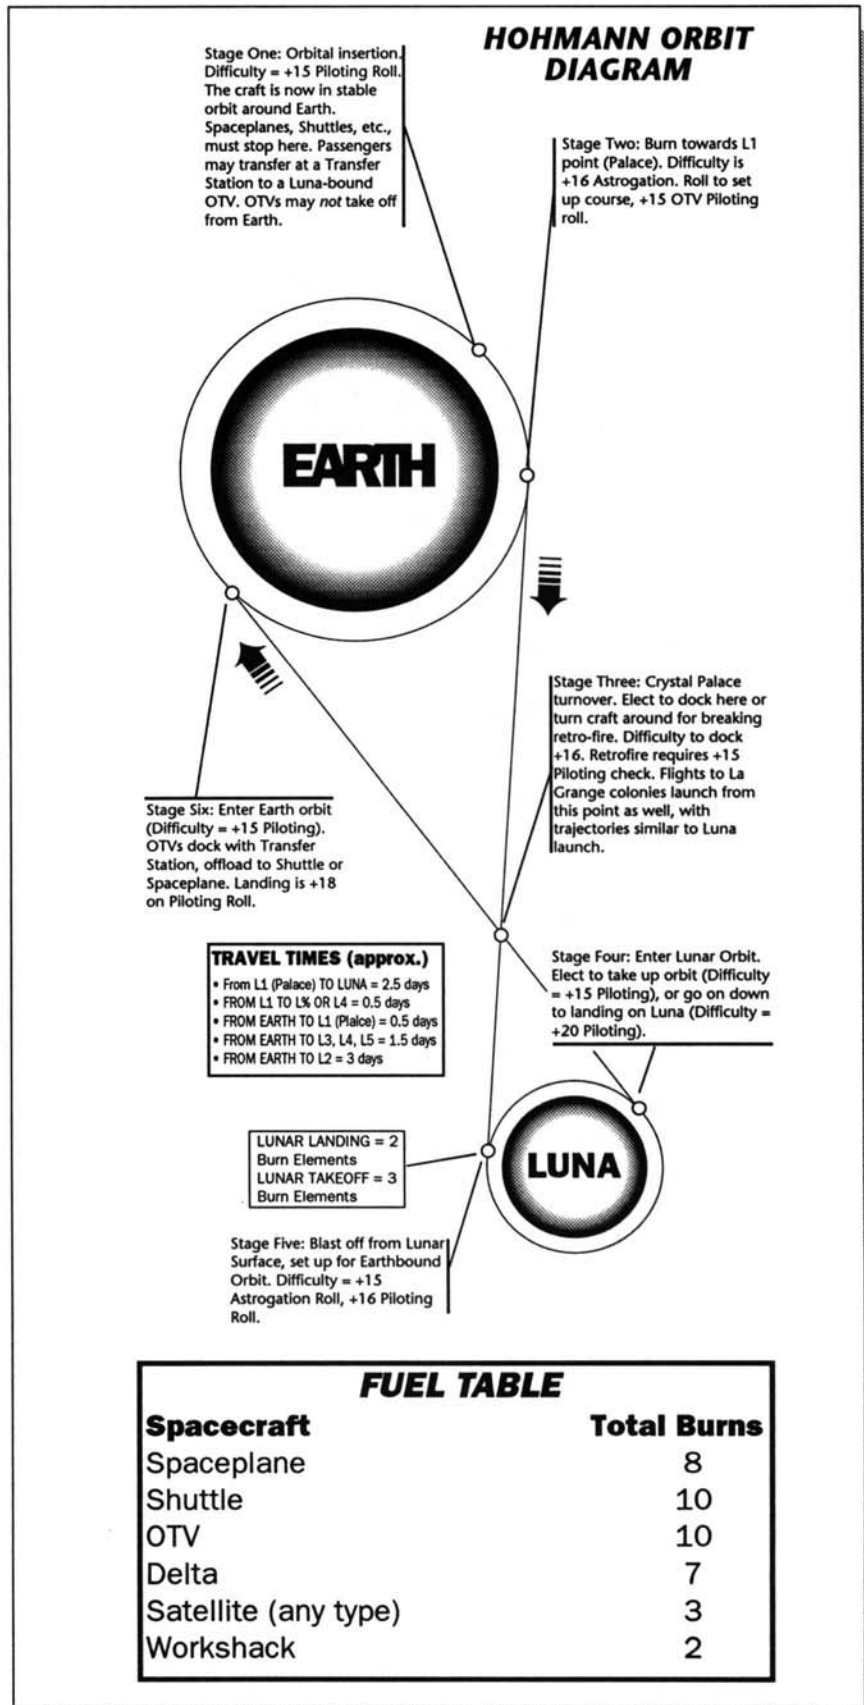 HOHMANN ORBIT
DIAGRAM
Stage One: Orbital insertion.
Difficulty = +15 Piloting Roll.
The craft is now in stable
orbit around Earth.
Spaceplanes, Shuttles, etc.,
must stop here. Passengers
may transfer at a Transfer
Station to a Luna-bound
OTV. OTVs may not take off
from Earth.
Stage Two: Burn towards L1
point (Palace). Difficulty is
+16 Astrogation. Roll to set
up course, +15 OTV Piloting
roll.
EARTH
Stage Three: Crystal Palace
turnover. Elect to dock here or
turn craft around for breaking
retro-fire. Difficulty to dock
+16. Retrofire requires +15
Piloting check. Flights to La
Grange colonies launch from
this point as well, with
trajectories similar to Luna
launch.
Stage Six: Enter Earth orbit
(Difficulty = +15 Piloting).
OTVs dock with Transfer
Station, offload to Shuttle or
Spaceplane. Landing is +18
on Piloting Roll.
TRAVEL TIMES (approx.)
• From L1 (Palace) TO LUNA = 2.5 days
• FROM L1 TO L% OR L4 = 0.5 days
• FROM EARTH TO L1 (Plalce) = 0.5 days
• FROM EARTH TO L3, L4, L5 = 1.5 days
• FROM EARTH TO L2 = 3 days
Stage Four: Enter Lunar Orbit.
Elect to take up orbit (Difficulty
= +15 Piloting), or go on down
to landing on Luna (Difficulty =
+20 Piloting).
LUNAR LANDING = 2
Burn Elements
LUNAR TAKEOFF = 3
Burn Elements
LUNA
Stage Five: Blast off from Lunar
Surface, set up for Earthbound
Orbit. Difficulty = +15
Astrogation Roll, +16 Piloting
Roll.
FUEL TABLE
Spacecraft Total Burns
Spaceplane 8
Shuttle 10
OTV 10
Delta 7
Satellite (any type) 3
Workshack 2